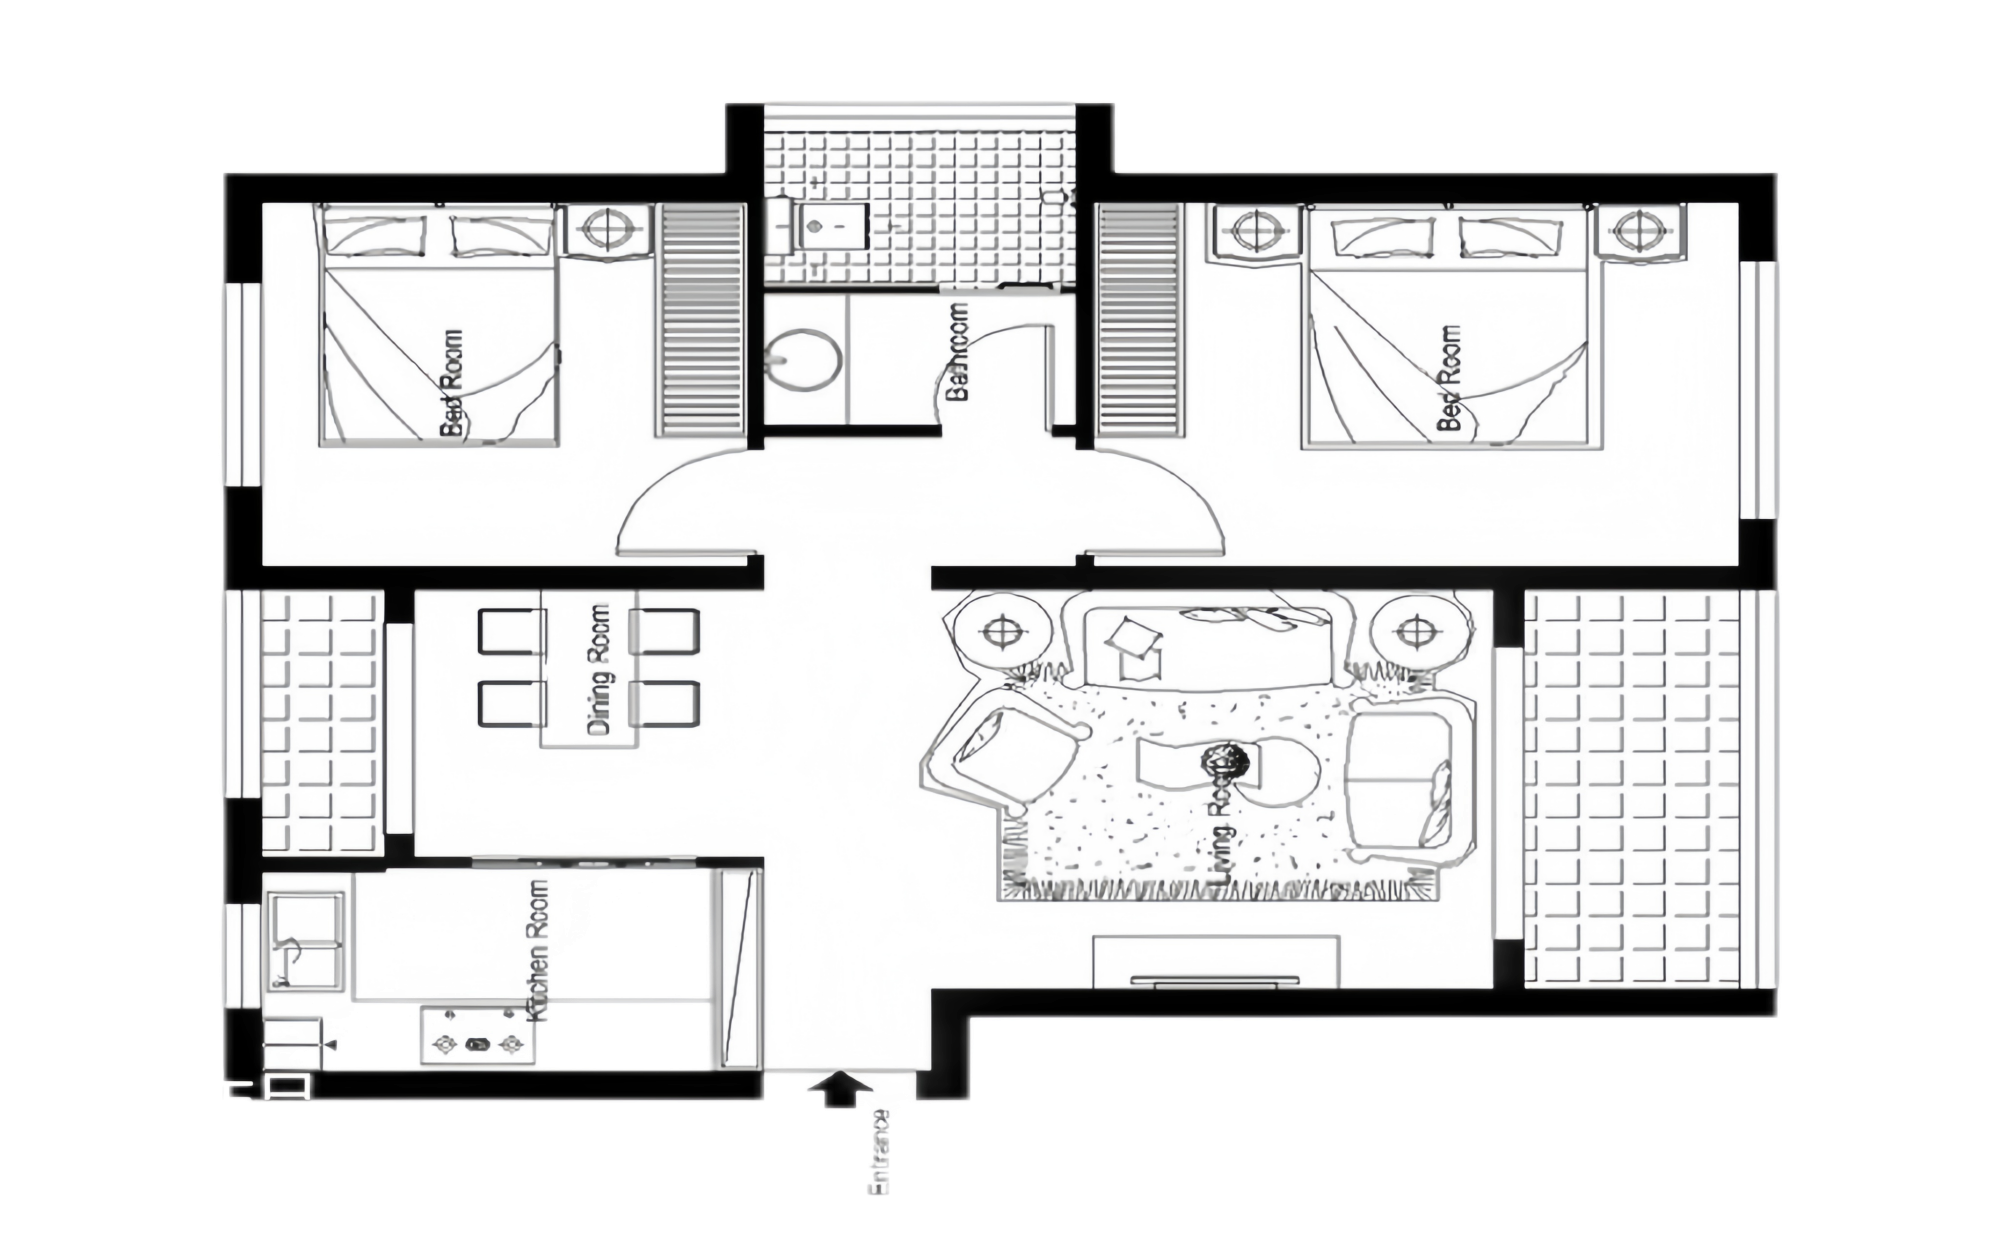 Bed Room
Bathroom
Bed Room
Dining Room
Living Room
Kitchen Room
Entrance